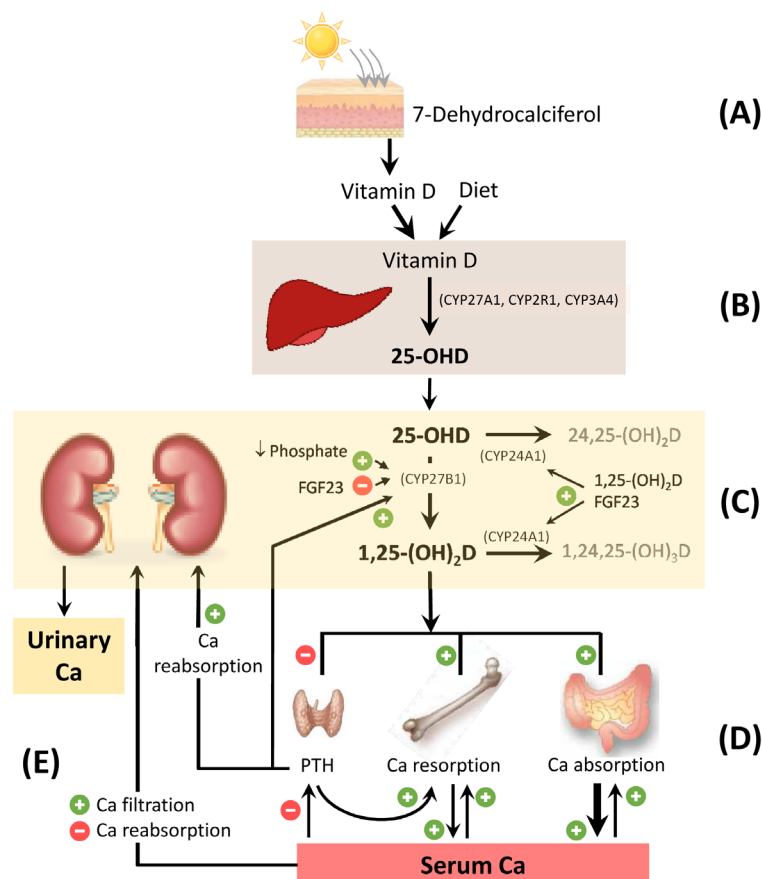 7-Dehydrocalciferol
(A)
Vitamin D
Diet
Vitamin D
(CYP27A1, CYP2R1, CYP3A4)
(B)
25-OHD
25-OHD
24,25-(OH)₂D
↓ Phosphate
(CYP24A1)
(CYP27B1)
1,25-(OH)₂D
FGF23
FGF23
(C)
(CYP24A1)
1,25-(OH)₂D
1,24,25-(OH)₃D
Urinary
Ca
Ca
reabsorption
(E)
PTH
Ca resorption
Ca absorption
(D)
Ca filtration
Ca reabsorption
Serum Ca